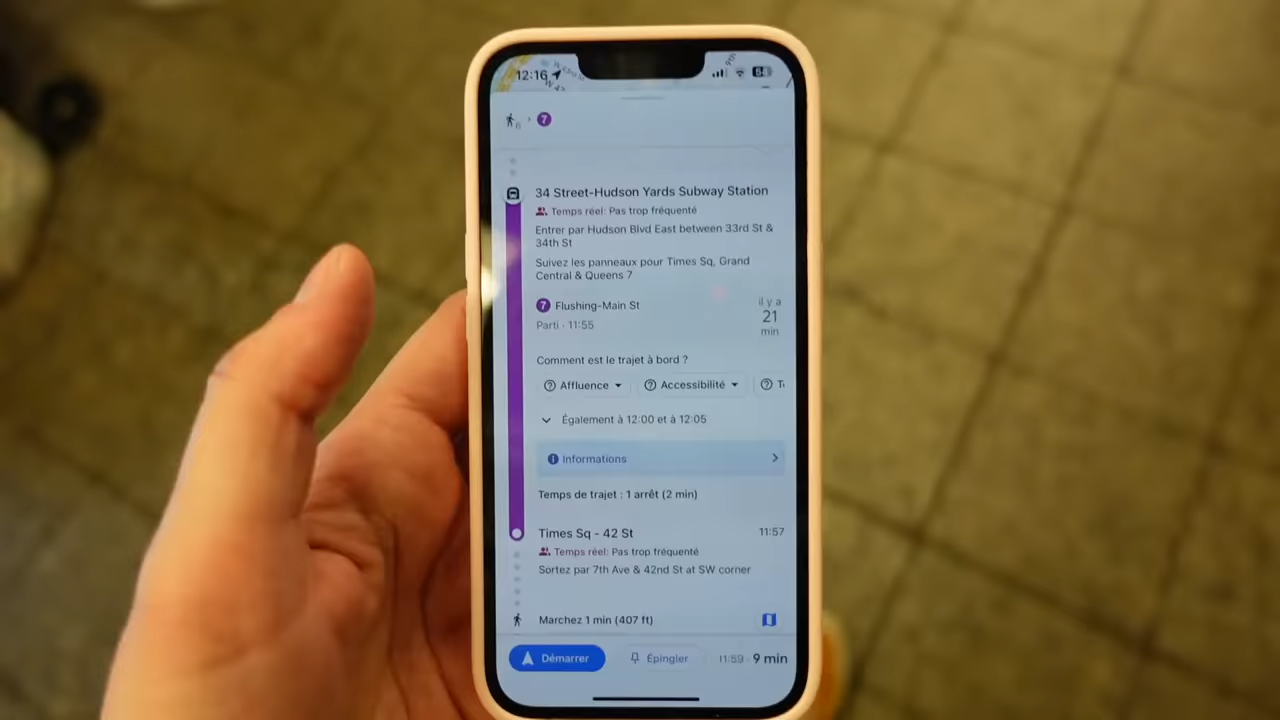 12:16
64
W 42
9th
6 7
34 Street-Hudson Yards Subway Station
Temps réel: Pas trop fréquenté
Entrer par Hudson Blvd East between 33rd St &
34th St
Suivez les panneaux pour Times Sq, Grand
Central & Queens 7
7 Flushing-Main St
il y a
21
min
Parti · 11:55
Comment est le trajet à bord ?
Affluence
Accessibilité
Également à 12:00 et à 12:05
Informations
Temps de trajet : 1 arrêt (2 min)
Times Sq - 42 St 11:57
Temps réel: Pas trop fréquenté
Sortez par 7th Ave & 42nd St at SW corner
Marchez 1 min (407 ft)
Démarrer
Épingler
11:59 · 9 min